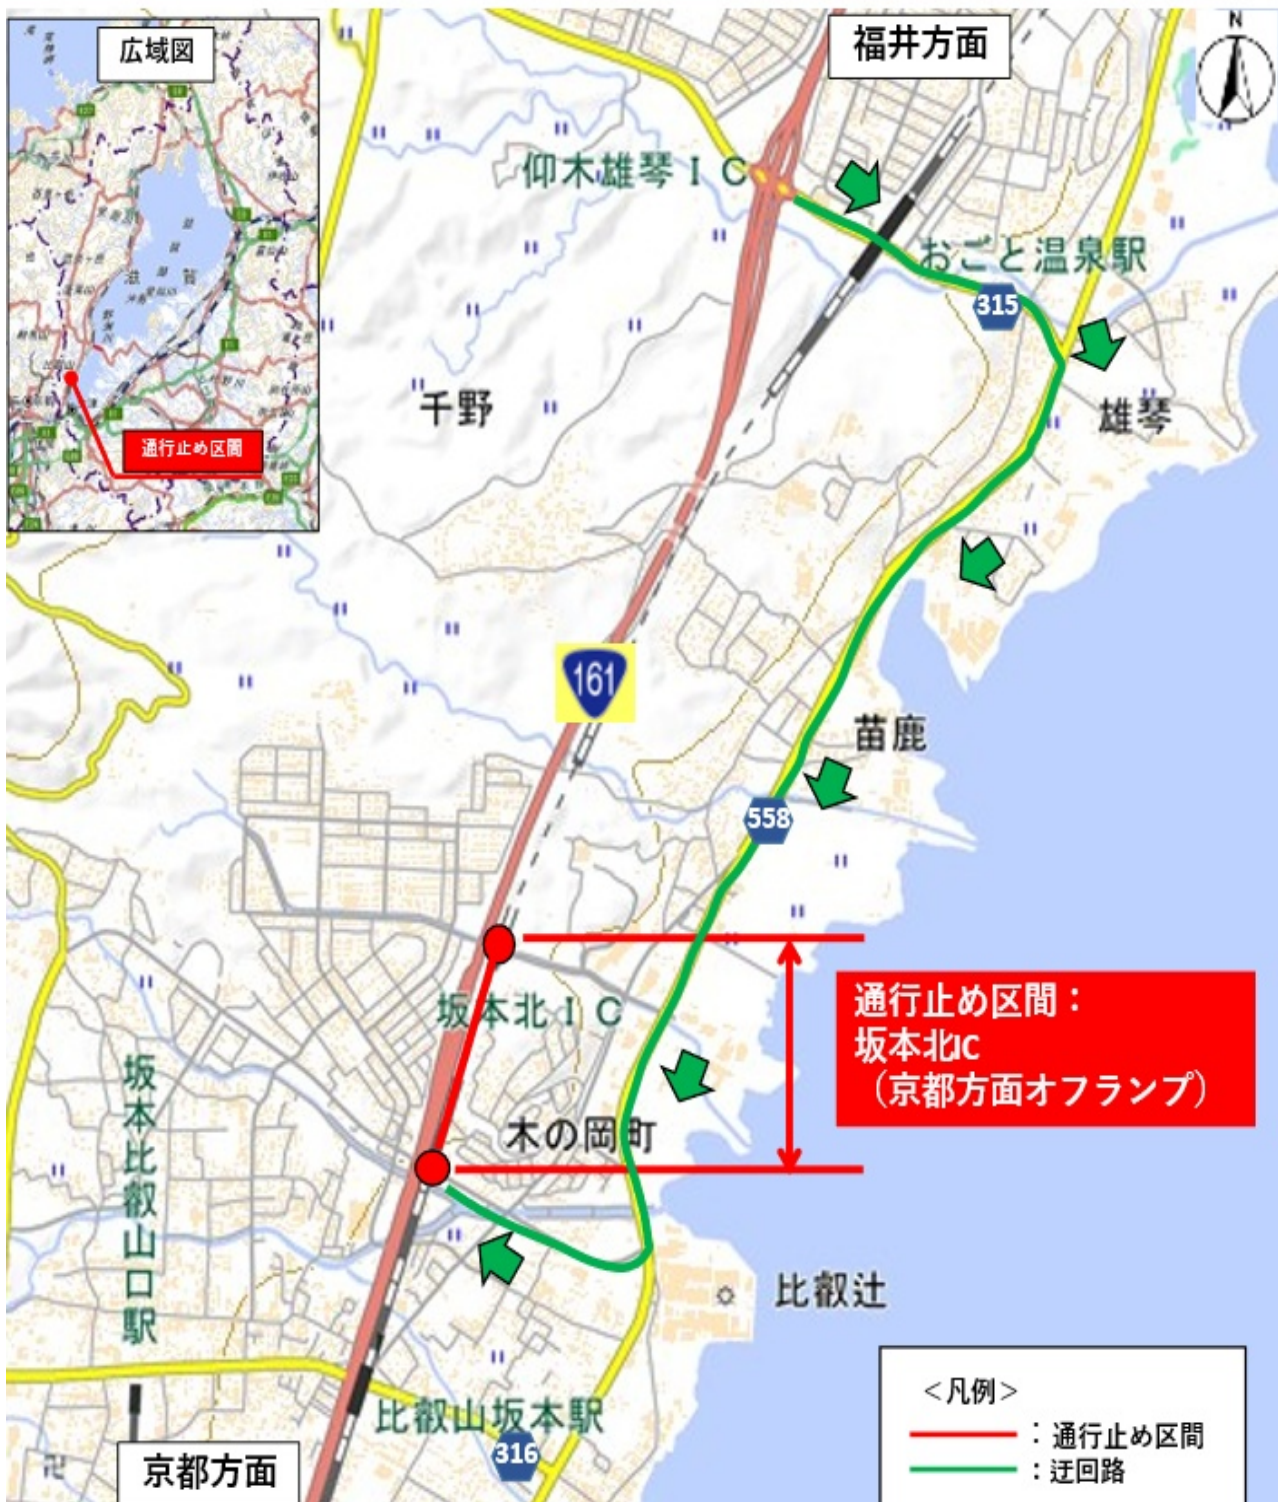 広域図
通行止め区間
滋賀
福井方面
N
仰木雄琴IC
おごと温泉駅
315
雄琴
千野
161
苗鹿
558
坂本北IC
通行止め区間：
坂本北IC
（京都方面オフランプ）
木の岡町
坂本比叡山口駅
比叡辻
比叡山坂本駅
316
京都方面
＜凡例＞
：通行止め区間
：迂回路